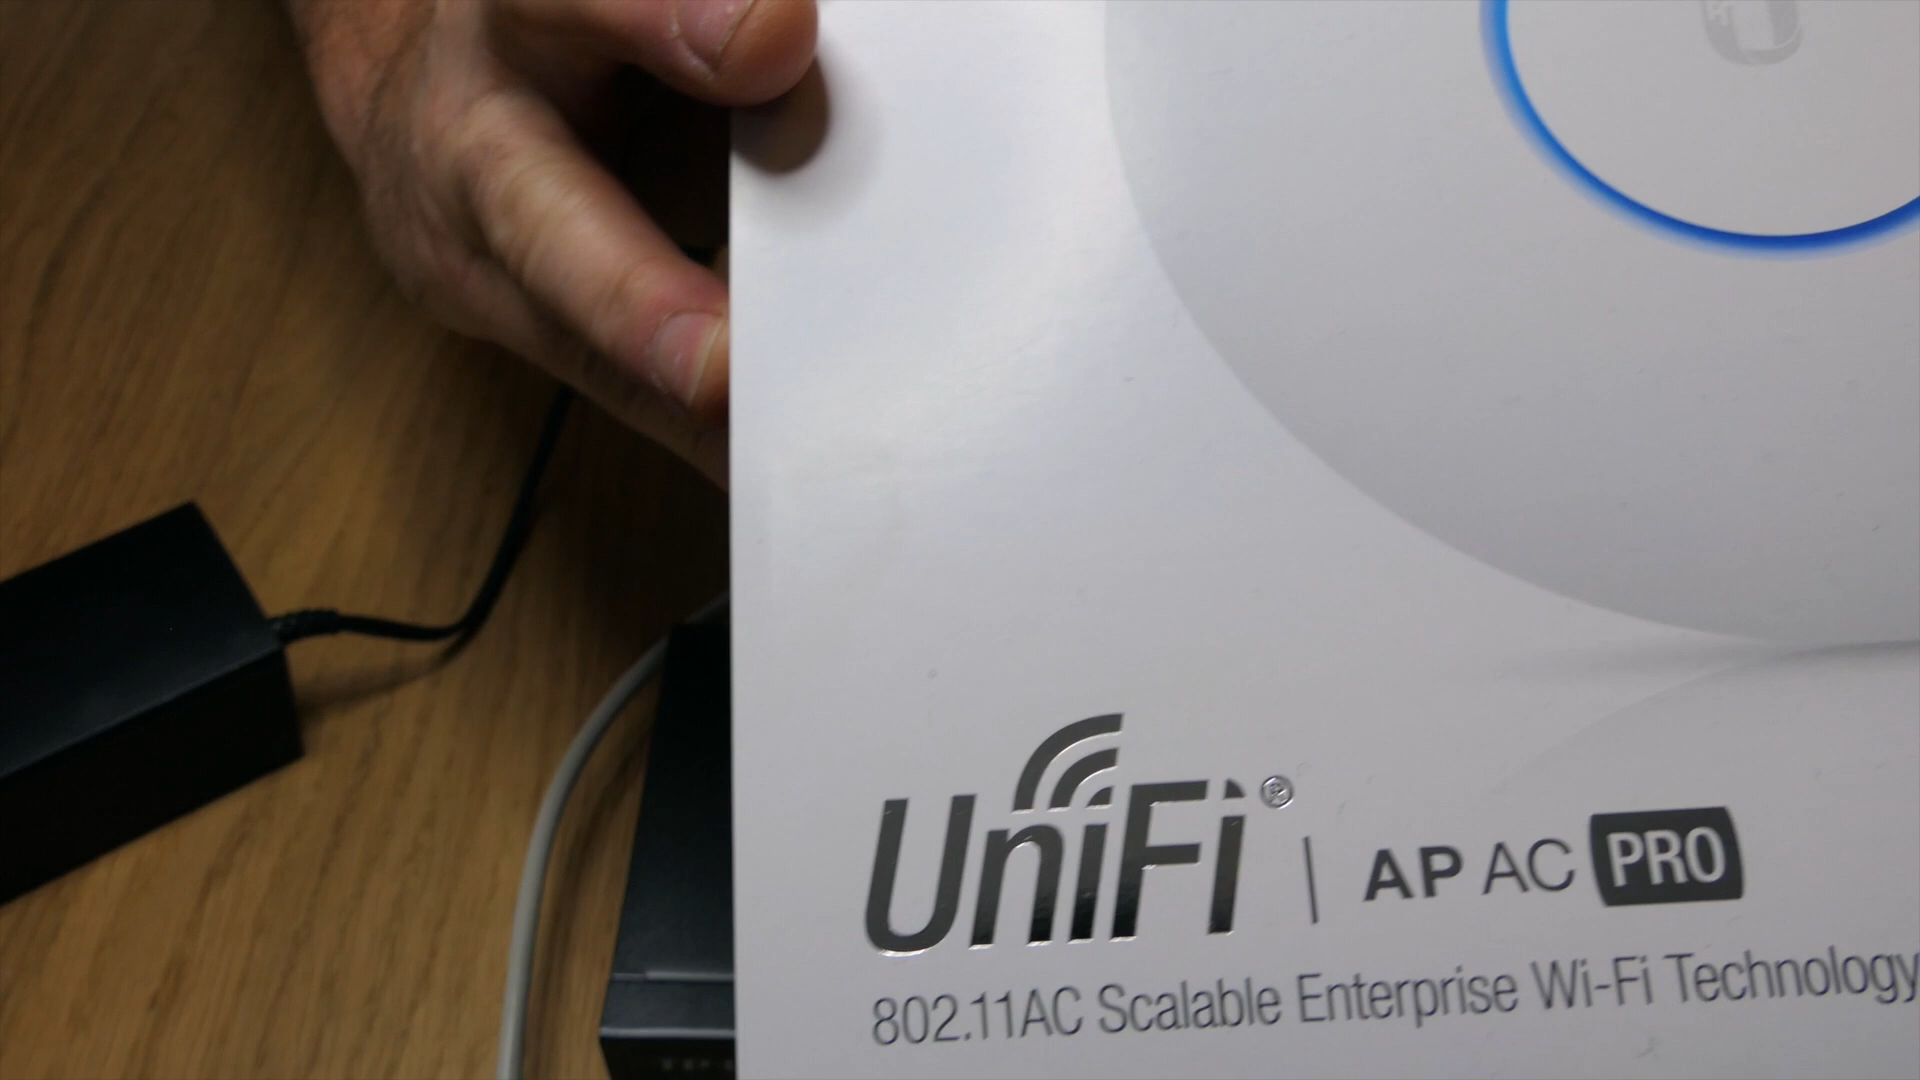 UniFi® | AP AC PRO
802.11AC Scalable Enterprise Wi-Fi Technology